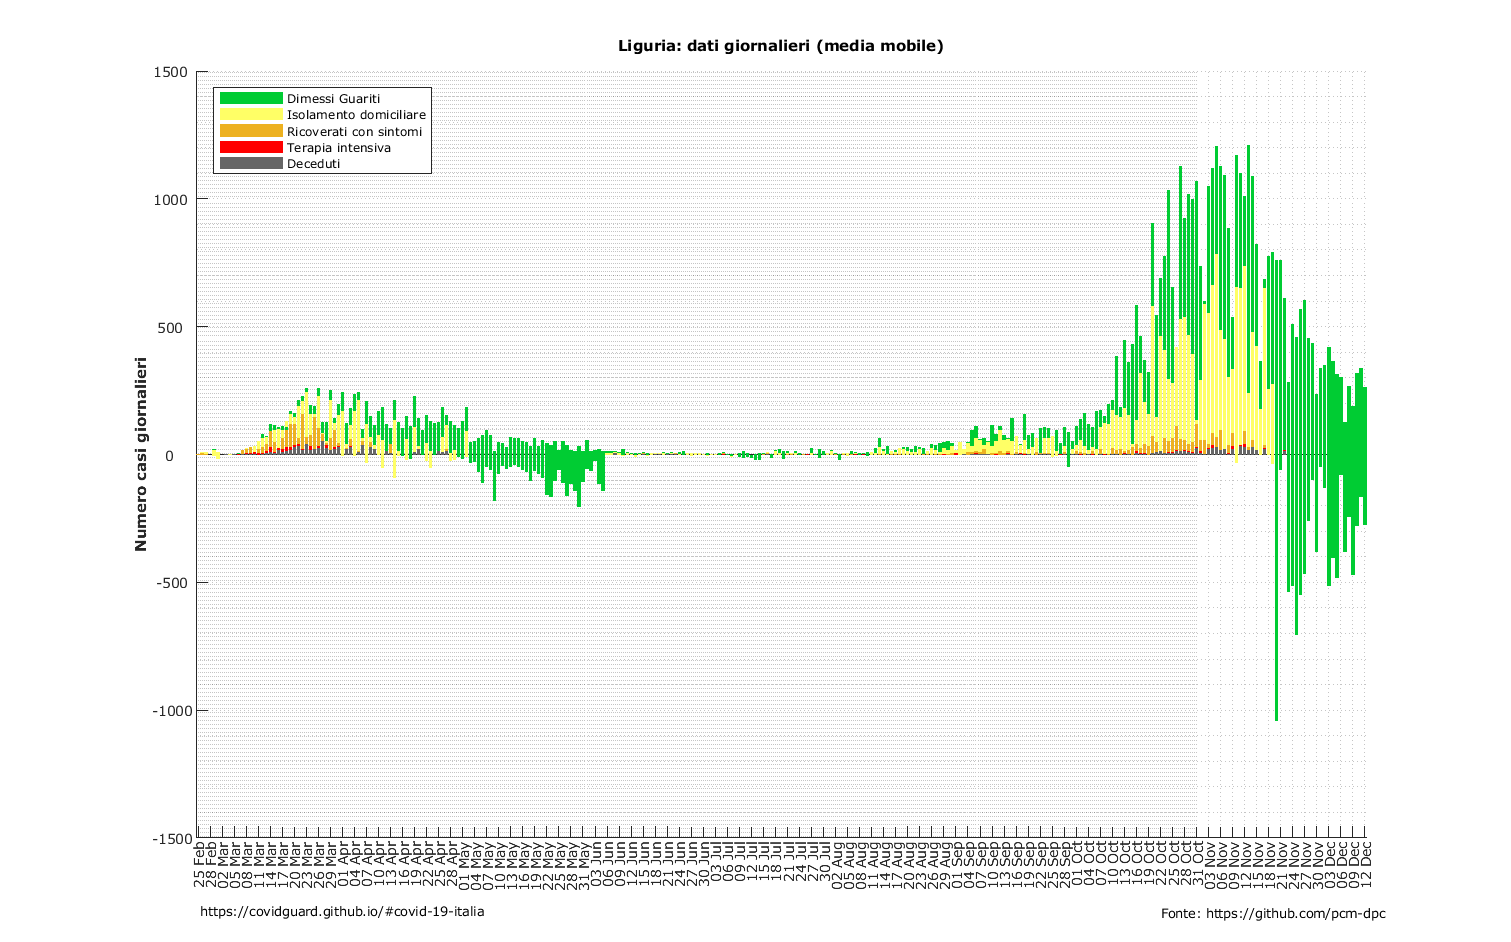 Liguria: dati giornalieri (media mobile)
1500
1000
500
0
-500
-1000
-1500
Numero casi giornalieri
Dimessi Guariti
Isolamento domiciliare
Ricoverati con sintomi
Terapia intensiva
Deceduti
25 Feb
28 Feb
02 Mar
05 Mar
08 Mar
11 Mar
14 Mar
17 Mar
20 Mar
23 Mar
26 Mar
29 Mar
01 Apr
04 Apr
07 Apr
10 Apr
13 Apr
16 Apr
19 Apr
22 Apr
25 Apr
28 Apr
01 May
04 May
07 May
10 May
13 May
16 May
19 May
22 May
25 May
28 May
31 May
03 Jun
06 Jun
09 Jun
12 Jun
15 Jun
18 Jun
21 Jun
24 Jun
27 Jun
30 Jun
03 Jul
06 Jul
09 Jul
12 Jul
15 Jul
18 Jul
21 Jul
24 Jul
27 Jul
30 Jul
02 Aug
05 Aug
08 Aug
11 Aug
14 Aug
17 Aug
20 Aug
23 Aug
26 Aug
29 Aug
01 Sep
04 Sep
07 Sep
10 Sep
13 Sep
16 Sep
19 Sep
22 Sep
25 Sep
28 Sep
01 Oct
04 Oct
07 Oct
10 Oct
13 Oct
16 Oct
19 Oct
22 Oct
25 Oct
28 Oct
31 Oct
03 Nov
06 Nov
09 Nov
12 Nov
15 Nov
18 Nov
21 Nov
24 Nov
27 Nov
30 Nov
03 Dec
06 Dec
09 Dec
12 Dec
https://covidguard.github.io/#covid-19-italia
Fonte: https://github.com/pcm-dpc